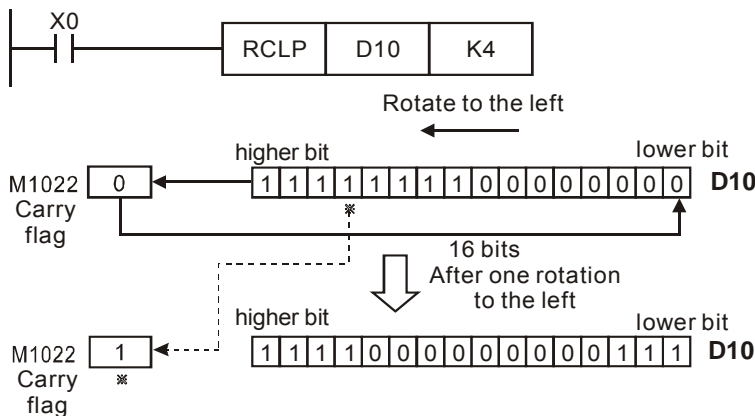 X0
RCLP D10 K4
Rotate to the left
higher bit lower bit
M1022 0 1 1 1 1 1 1 1 1 0 0 0 0 0 0 0 0 D10
Carry
flag
※
16 bits
After one rotation
to the left
higher bit lower bit
M1022 1 1 1 1 1 0 0 0 0 0 0 0 0 0 1 1 1 D10
Carry ※
flag